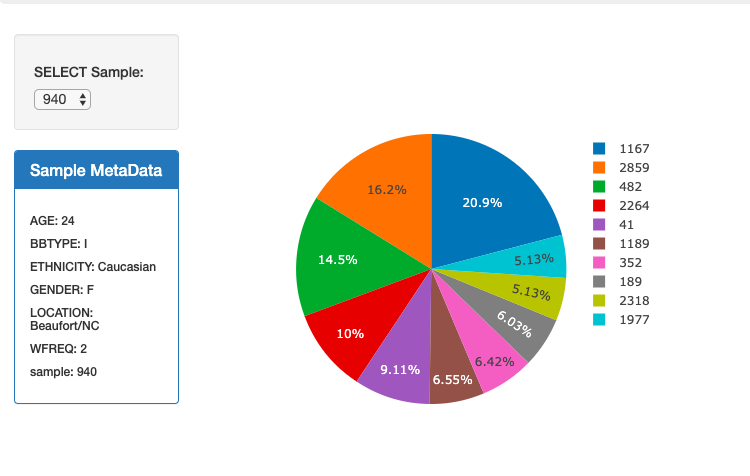 SELECT Sample:
940
Sample MetaData
AGE: 24
BBTYPE: I
ETHNICITY: Caucasian
GENDER: F
LOCATION:
Beaufort/NC
WFREQ: 2
sample: 940
20.9%
16.2%
14.5%
10%
9.11%
6.55%
6.42%
6.03%
5.13%
5.13%
1167
2859
482
2264
41
1189
352
189
2318
1977